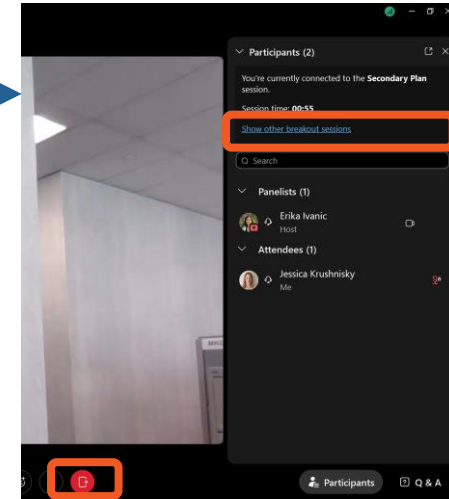 Participants (2)
You're currently connected to the Secondary Plan
session.
Session time: 00:55
Show other breakout sessions
Search
Panelists (1)
Erika Ivanic
Host
Attendees (1)
Jessica Krushnisky
Me
Participants
Q & A